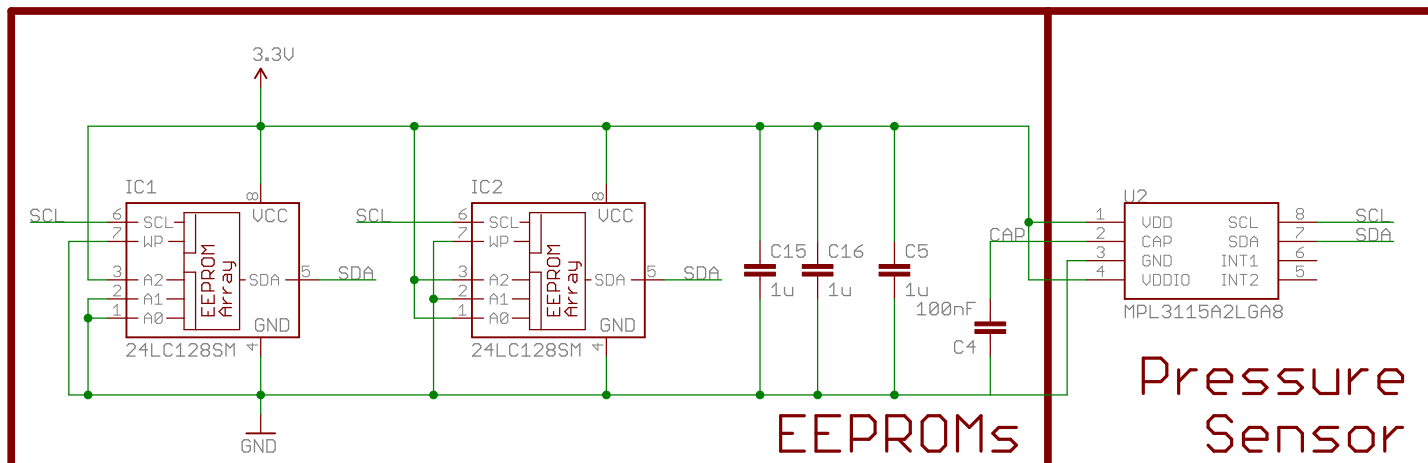 3.3V
IC1
SCL
6
7
3
2
1
SCL
WP
A2
A1
A0
EEPROM
Array
8
VCC
SDA
5
SDA
GND
4
24LC128SM
GND
IC2
SCL
6
7
3
2
1
SCL
WP
A2
A1
A0
EEPROM
Array
8
VCC
SDA
5
SDA
GND
4
24LC128SM
C15
1u
C16
1u
C5
1u
CAP
100nF
C4
EEPROMs
U2
1
2
3
4
VDD
CAP
GND
VDDIO
SCL
SDA
INT1
INT2
8
7
6
5
SCL
SDA
MPL3115A2LGA8
Pressure
Sensor